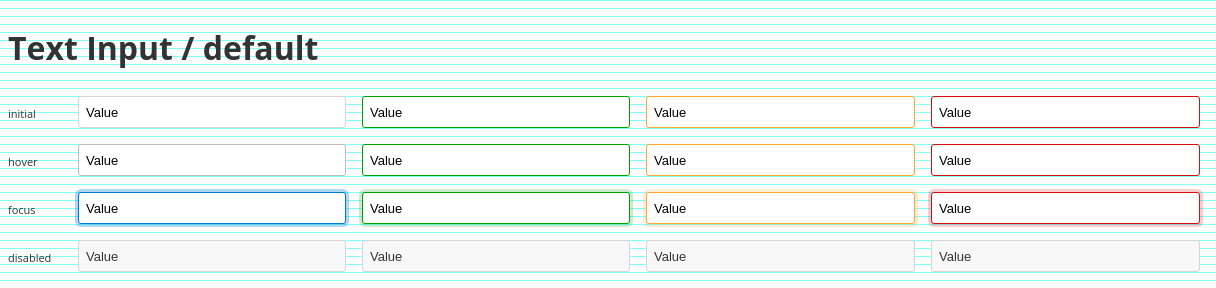 Text Input / default
initial Value Value Value Value
hover Value Value Value Value
focus Value Value Value Value
disabled Value Value Value Value